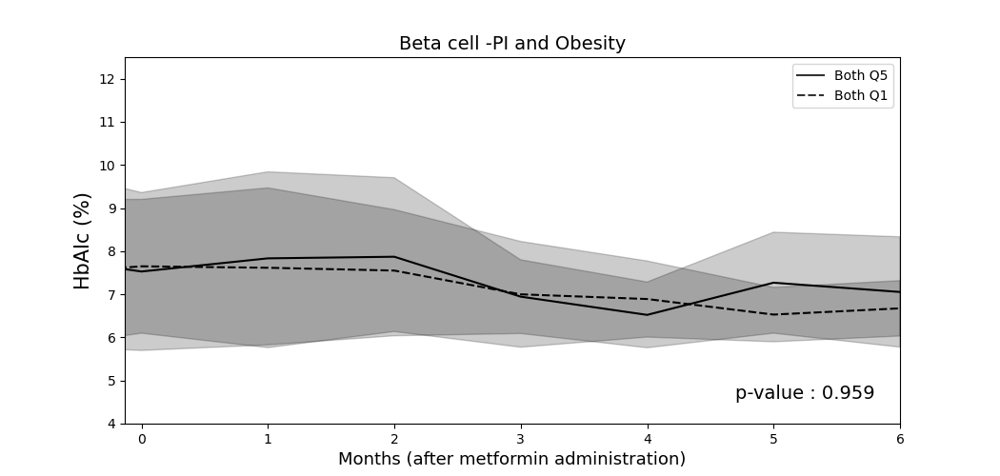 Beta cell -PI and Obesity
HbAlc (%)
12
11
10
9
8
7
6
5
4
Both Q5
Both Q1
p-value : 0.959
0 1 2 3 4 5 6
Months (after metformin administration)